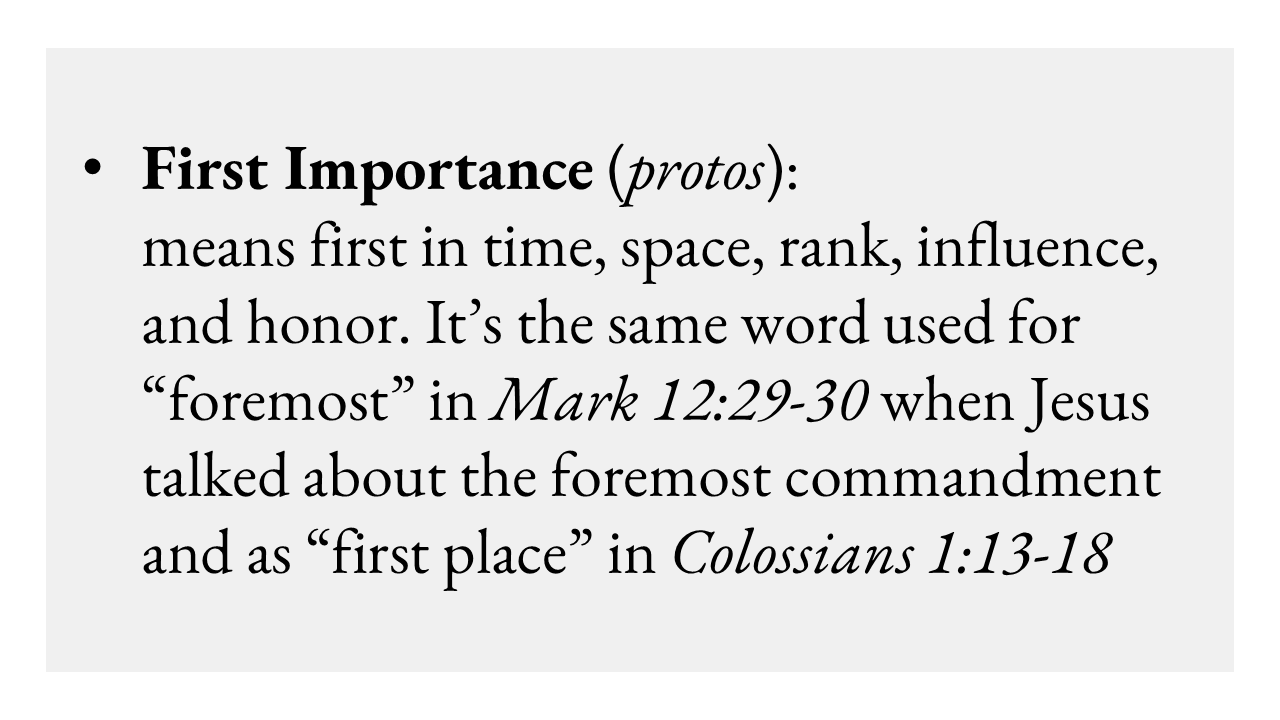 • First Importance (protos):
means first in time, space, rank, influence,
and honor. It’s the same word used for
“foremost” in Mark 12:29-30 when Jesus
talked about the foremost commandment
and as “first place” in Colossians 1:13-18